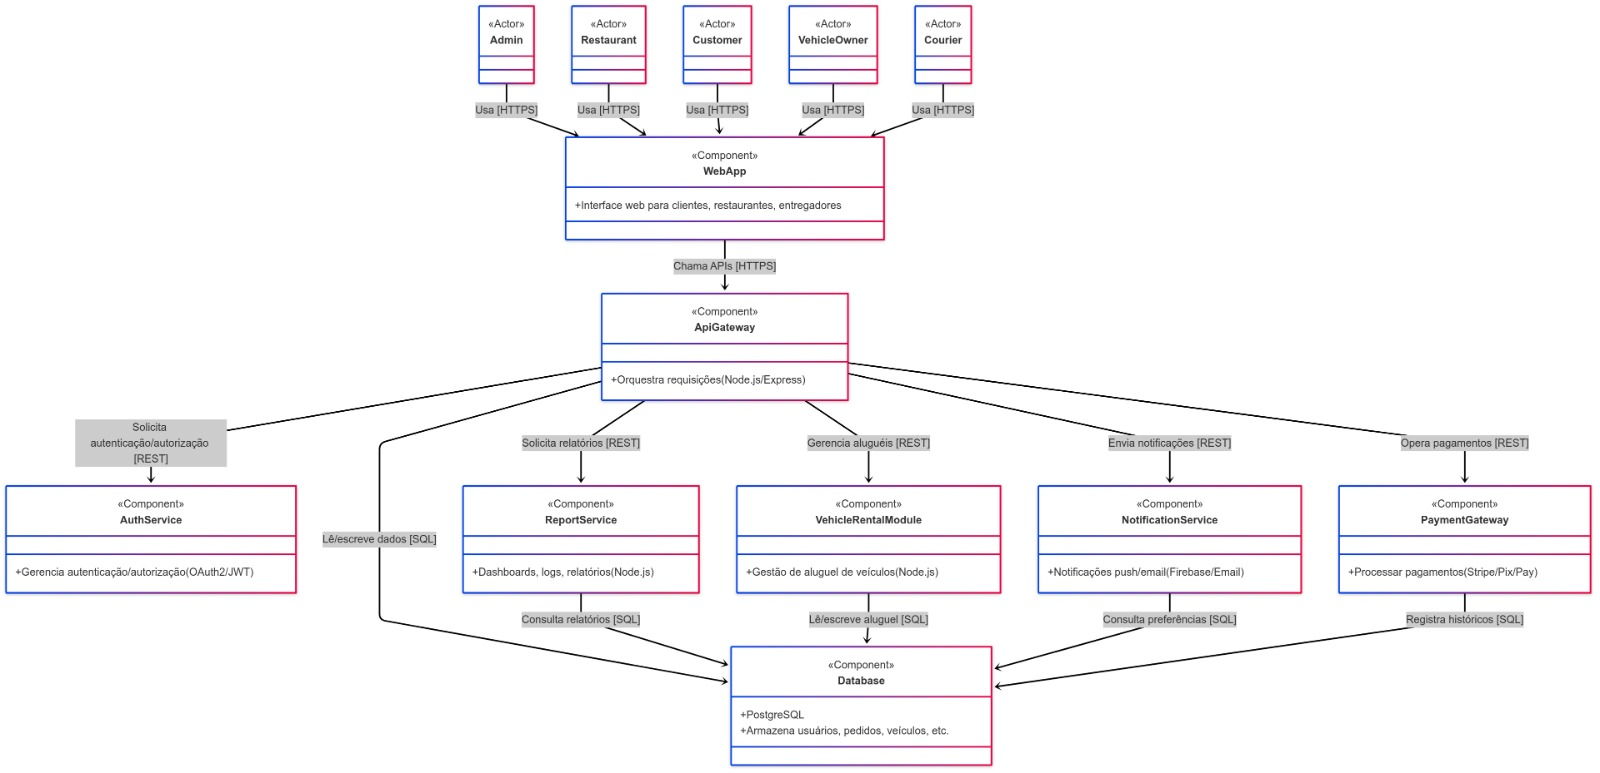 «Actor»
Admin
«Actor»
Restaurant
«Actor»
Customer
«Actor»
VehicleOwner
«Actor»
Courier
Usa [HTTPS]
Usa [HTTPS]
Usa [HTTPS]
Usa [HTTPS]
Usa [HTTPS]
«Component»
WebApp
+Interface web para clientes, restaurantes, entregadores
Chama APIs [HTTPS]
«Component»
ApiGateway
+Orquestra requisições(Node.js/Express)
Solicita
autenticação/autorização
[REST]
Solicita relatórios [REST]
Gerencia aluguéis [REST]
Envia notificações [REST]
Opera pagamentos [REST]
«Component»
AuthService
+Gerencia autenticação/autorização(OAuth2/JWT)
Lê/escreve dados [SQL]
«Component»
ReportService
+Dashboards, logs, relatórios(Node.js)
«Component»
VehicleRentalModule
+Gestão de aluguel de veículos(Node.js)
«Component»
NotificationService
+Notificações push/email(Firebase/Email)
«Component»
PaymentGateway
+Processar pagamentos(Stripe/Pix/Pay)
Consulta relatórios [SQL]
Lê/escreve aluguel [SQL]
Consulta preferências [SQL]
Registra históricos [SQL]
«Component»
Database
+PostgreSQL
+Armazena usuários, pedidos, veículos, etc.